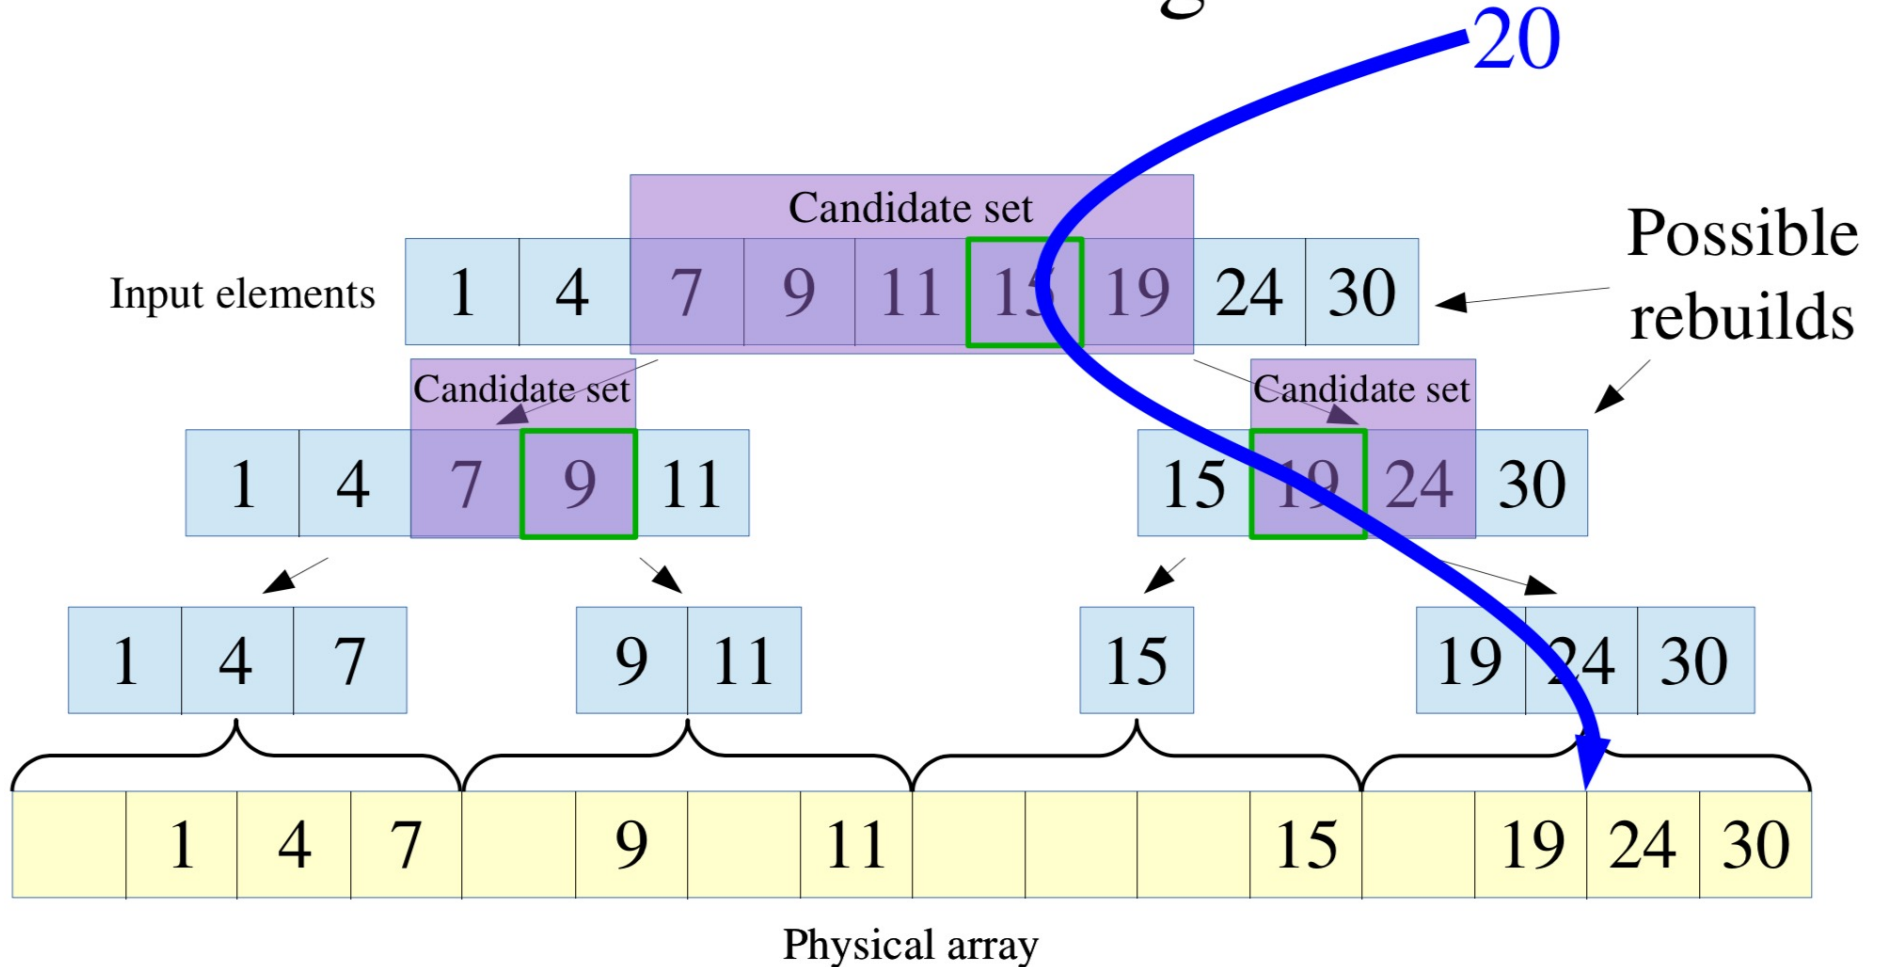 20
Candidate set
Input elements 1 4 7 9 11 15 19 24 30
Possible
rebuilds
Candidate set Candidate set
1 4 7 9 11 15 19 24 30
1 4 7 9 11 15 19 24 30
1 4 7 9 11 15 19 24 30
Physical array